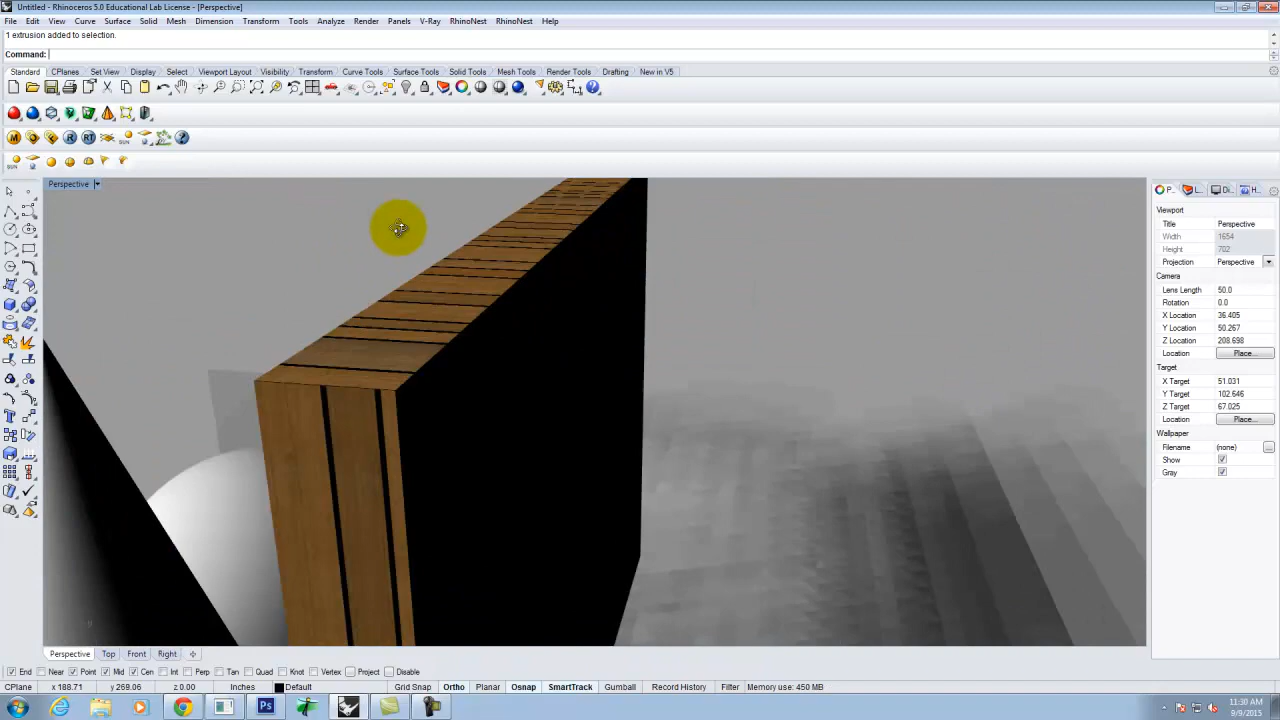 Untitled - Rhinoceros 5.0 Educational Lab License - [Perspective]
File Edit View Curve Surface Solid Mesh Dimension Transform Tools Analyze Render Panels V-Ray RhinoNest RhinoNest Help
1 extrusion added to selection.
Command:
Standard CPlanes Set View Display Select Viewport Layout Visibility Transform Curve Tools Surface Tools Solid Tools Mesh Tools Render Tools Drafting New in V5
M R RT ?
SUN
Perspective
P... L... Di... H...
Viewport
Title Perspective
Width 1654
Height 702
Projection Perspective
Camera
Lens Length 50.0
Rotation 0.0
X Location 36.405
Y Location 50.267
Z Location 208.698
Location Place...
Target
X Target 51.031
Y Target 102.646
Z Target 67.025
Location Place...
Wallpaper
Filename (none) ...
Show
Gray
Perspective Top Front Right
End Near Point Mid Cen Int Perp Tan Quad Knot Vertex Project Disable
CPlane x 188.71 y 269.06 z 0.00 Inches Default Grid Snap Ortho Planar Osnap SmartTrack Gumball Record History Filter Memory use: 450 MB
Ps
11:30 AM
9/9/2015